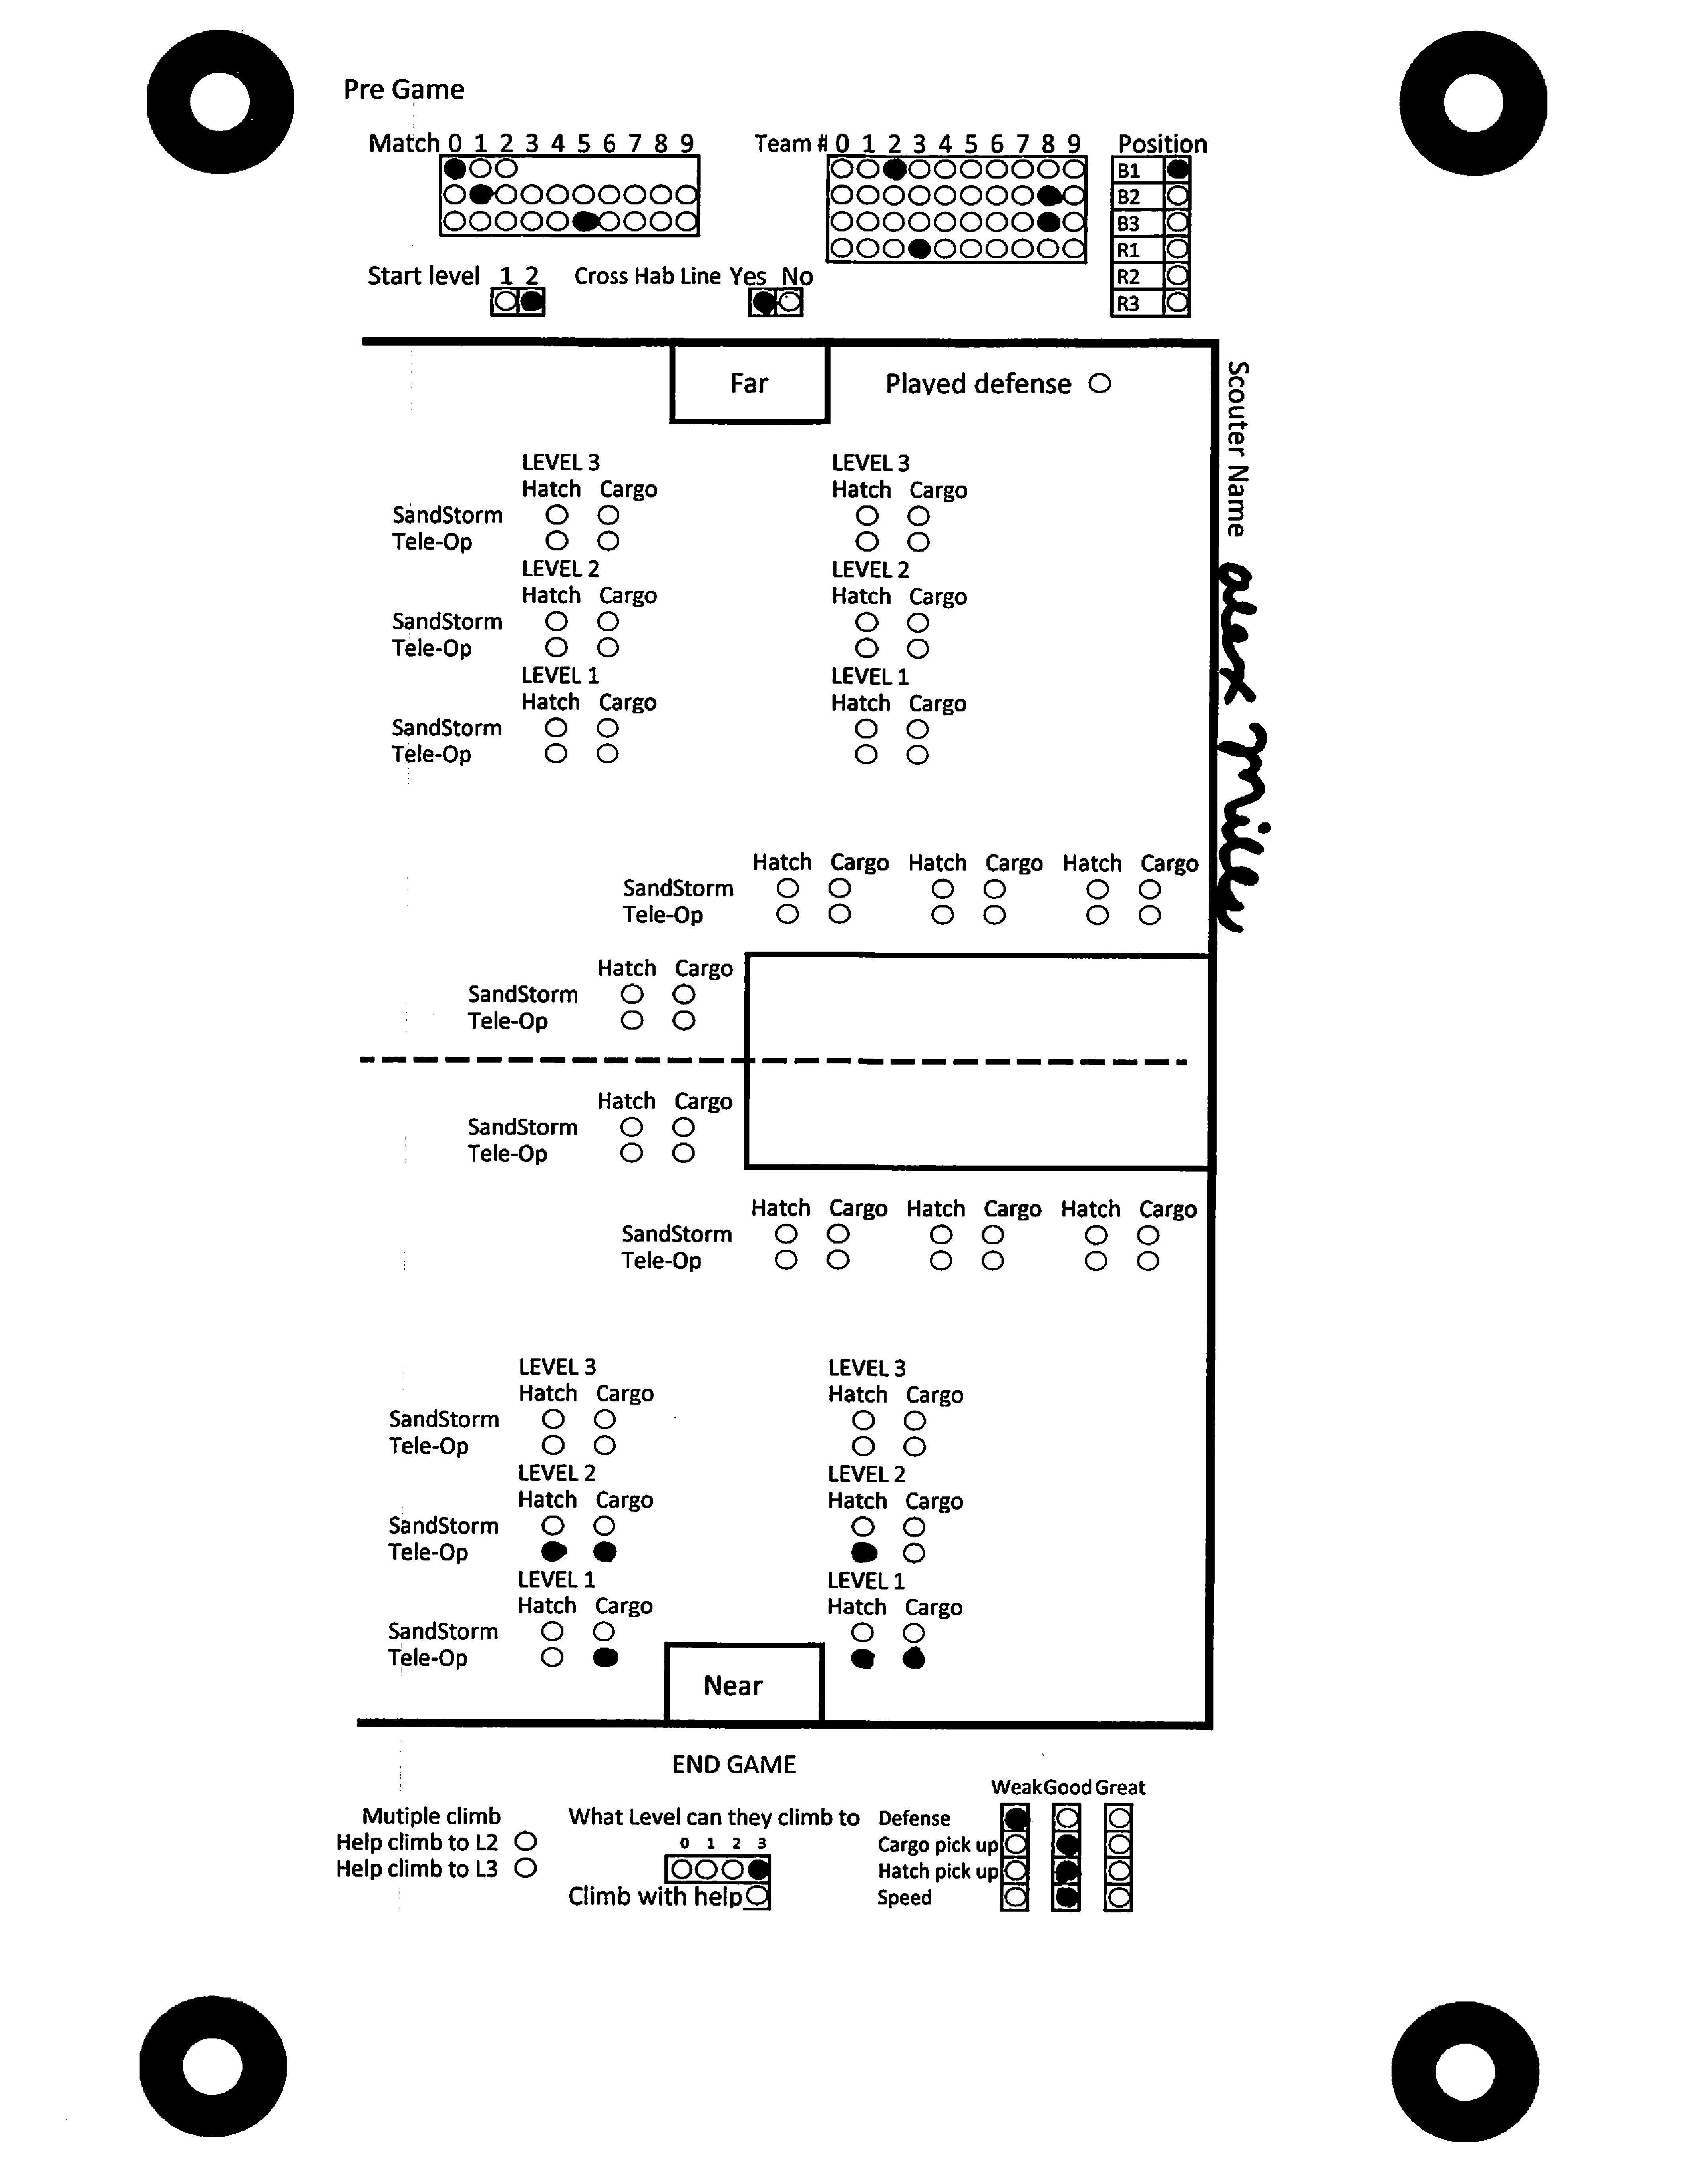 Pre Game
Match 0 1 2 3 4 5 6 7 8 9
Team # 0 1 2 3 4 5 6 7 8 9
Position
B1
B2
B3
R1
R2
R3
Start level 1 2
Cross Hab Line Yes No
Far
Played defense
Scouter Name alex Miller
LEVEL 3 LEVEL 3
Hatch Cargo Hatch Cargo
SandStorm
Tele-Op
LEVEL 2 LEVEL 2
Hatch Cargo Hatch Cargo
SandStorm
Tele-Op
LEVEL 1 LEVEL 1
Hatch Cargo Hatch Cargo
SandStorm
Tele-Op
Hatch Cargo Hatch Cargo Hatch Cargo
SandStorm
Tele-Op
Hatch Cargo
SandStorm
Tele-Op
Hatch Cargo
SandStorm
Tele-Op
Hatch Cargo Hatch Cargo Hatch Cargo
SandStorm
Tele-Op
LEVEL 3 LEVEL 3
Hatch Cargo Hatch Cargo
SandStorm
Tele-Op
LEVEL 2 LEVEL 2
Hatch Cargo Hatch Cargo
SandStorm
Tele-Op
LEVEL 1 LEVEL 1
Hatch Cargo Hatch Cargo
SandStorm
Tele-Op
Near
END GAME
Mutiple climb
Help climb to L2
Help climb to L3
What Level can they climb to
0 1 2 3
Climb with help
Weak Good Great
Defense
Cargo pick up
Hatch pick up
Speed